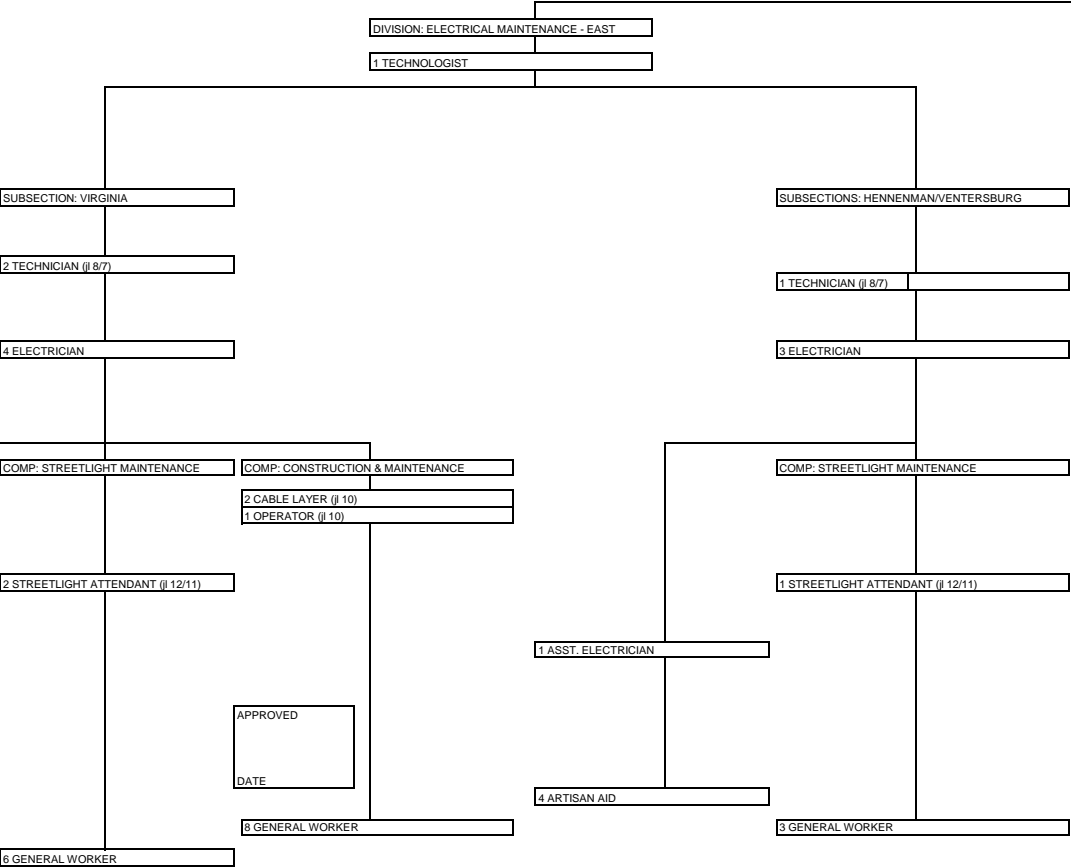 DIVISION: ELECTRICAL MAINTENANCE - EAST
1 TECHNOLOGIST
SUBSECTION: VIRGINIA
SUBSECTIONS: HENNENMAN/VENTERSBURG
2 TECHNICIAN (jl 8/7)
1 TECHNICIAN (jl 8/7)
4 ELECTRICIAN
3 ELECTRICIAN
COMP: STREETLIGHT MAINTENANCE
COMP: CONSTRUCTION & MAINTENANCE
COMP: STREETLIGHT MAINTENANCE
2 CABLE LAYER (jl 10)
1 OPERATOR (jl 10)
2 STREETLIGHT ATTENDANT (jl 12/11)
1 STREETLIGHT ATTENDANT (jl 12/11)
1 ASST. ELECTRICIAN
APPROVED
DATE
4 ARTISAN AID
8 GENERAL WORKER
3 GENERAL WORKER
6 GENERAL WORKER